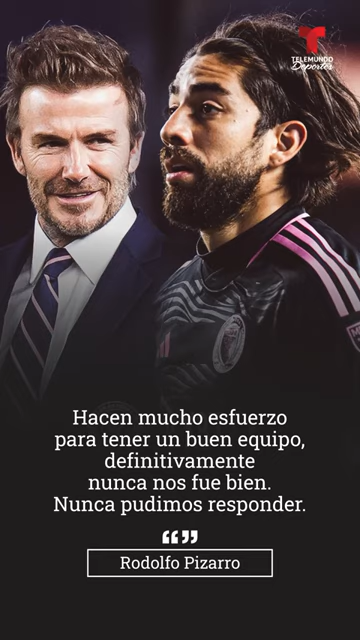 TELEMUNDO
Deportes
Hacen mucho esfuerzo
para tener un buen equipo,
definitivamente
nunca nos fue bien.
Nunca pudimos responder.
Rodolfo Pizarro